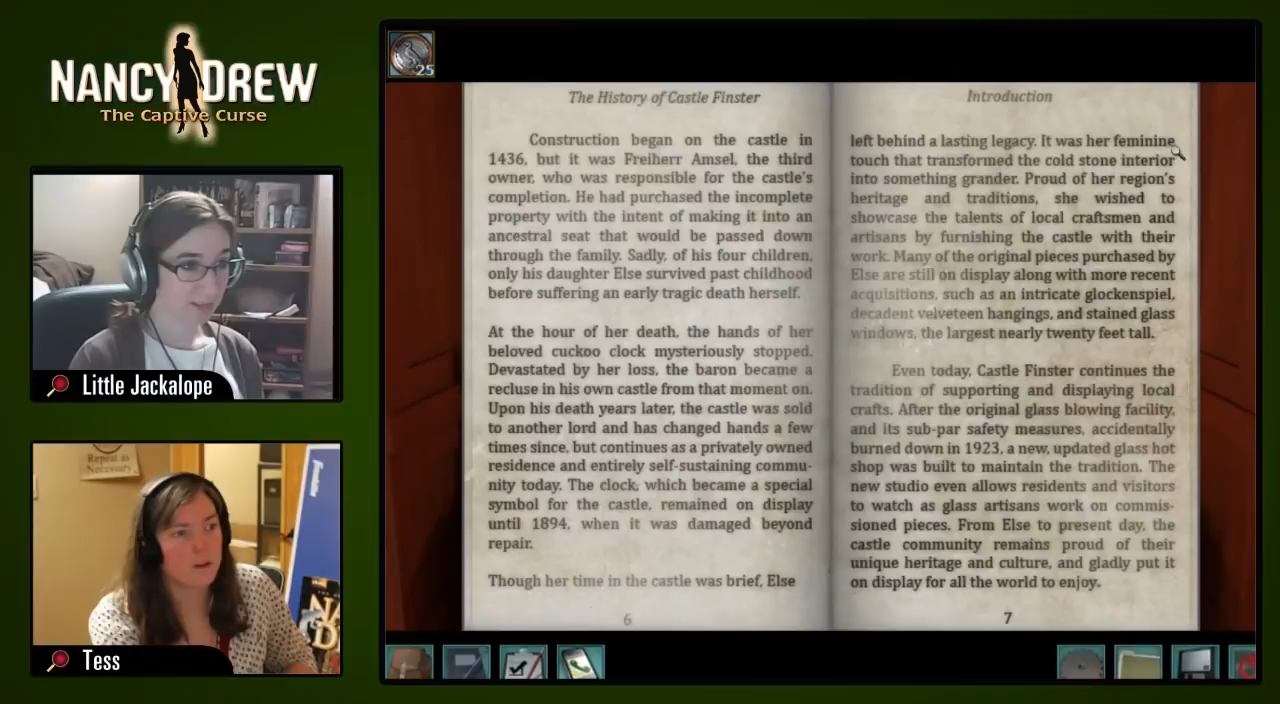 NANCY DREW
The Captive Curse
25
The History of Castle Finster
Construction began on the castle in
1436, but it was Freiherr Amsel, the third
owner, who was responsible for the castle's
completion. He had purchased the incomplete
property with the intent of making it into an
ancestral seat that would be passed down
through the family. Sadly, of his four children,
only his daughter Else survived past childhood
before suffering an early tragic death herself.
At the hour of her death, the hands of her
beloved cuckoo clock mysteriously stopped.
Devastated by her loss, the baron became a
recluse in his own castle from that moment on.
Upon his death years later, the castle was sold
to another lord and has changed hands a few
times since, but continues as a privately owned
residence and entirely self-sustaining commu-
nity today. The clock, which became a special
symbol for the castle, remained on display
until 1894, when it was damaged beyond
repair.
Though her time in the castle was brief, Else
6
Introduction
left behind a lasting legacy. It was her feminine
touch that transformed the cold stone interior
into something grander. Proud of her region's
heritage and traditions, she wished to
showcase the talents of local craftsmen and
artisans by furnishing the castle with their
work. Many of the original pieces purchased by
Else are still on display along with more recent
acquisitions, such as an intricate glockenspiel,
decadent velveteen hangings, and stained glass
windows, the largest nearly twenty feet tall.
Even today, Castle Finster continues the
tradition of supporting and displaying local
crafts. After the original glass blowing facility,
and its sub-par safety measures, accidentally
burned down in 1923, a new, updated glass hot
shop was built to maintain the tradition. The
new studio even allows residents and visitors
to watch as glass artisans work on commis-
sioned pieces. From Else to present day, the
castle community remains proud of their
unique heritage and culture, and gladly put it
on display for all the world to enjoy.
7
Little Jackalope
Repeat as
Necessary
Tess